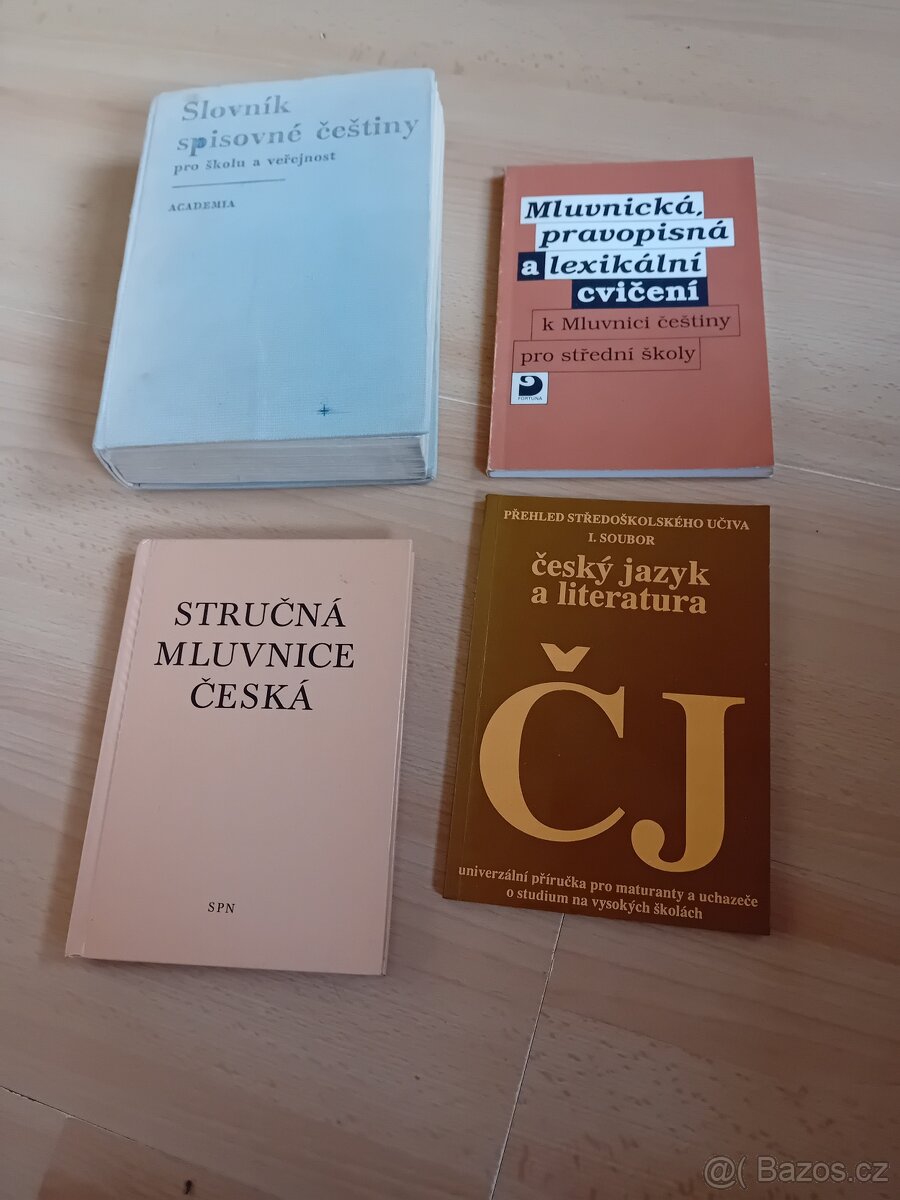 Slovník
spisovné češtiny
pro školu a veřejnost
ACADEMIA
Mluvnická,
pravopisná
a lexikální
cvičení
k Mluvnici češtiny
pro střední školy
FORTUNA
STRUČNÁ
MLUVNICE
ČESKÁ
SPN
PŘEHLED STŘEDOŠKOLSKÉHO UČIVA
I. SOUBOR
český jazyk
a literatura
ČJ
univerzální příručka pro maturanty a uchazeče
o studium na vysokých školách
@( Bazos.cz